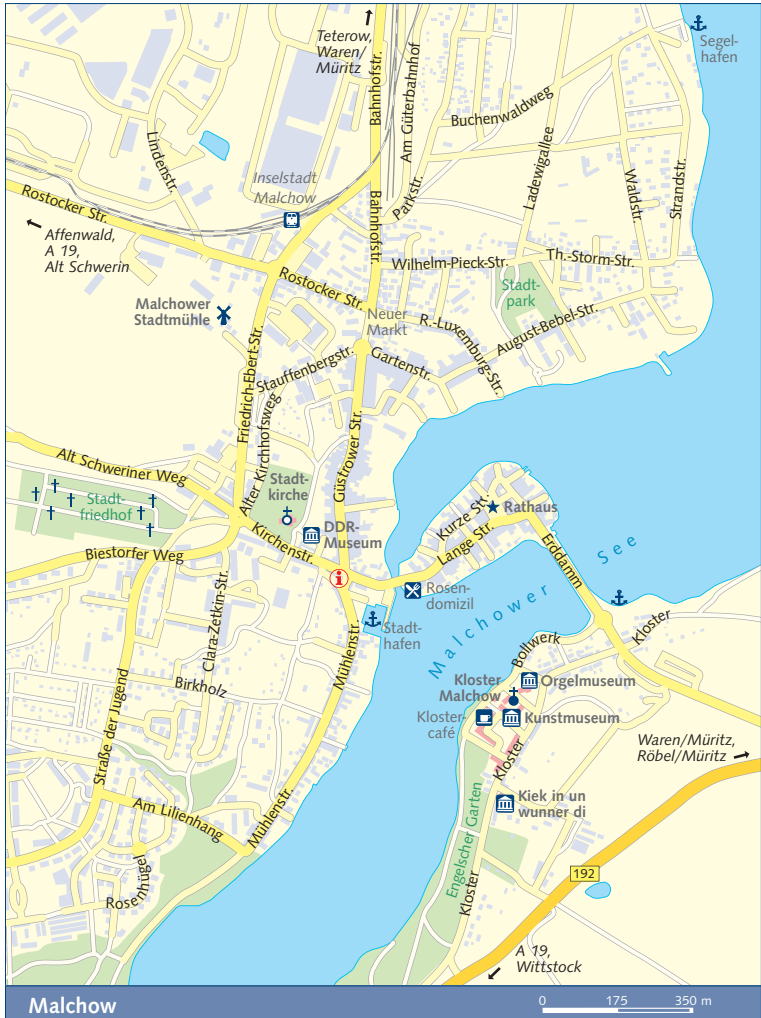 Teterow,
Waren/
Müritz
Bahnhofstr.
Am Güterbahnhof
Segel-
hafen
Buchenwaldweg
Lindenstr.
Ladewigallee
Waldstr.
Strandstr.
Inselstadt
Malchow
Parkstr.
Rostocker Str.
Affenwald,
A 19,
Alt Schwerin
Bahnhofstr.
Wilhelm-Pieck-Str.
Th.-Storm-Str.
Rostocker Str.
Stadt-
park
Malchower
Stadtmühle
Neuer
Markt
R.-Luxemburg-Str.
August-Bebel-Str.
Friedrich-Ebert-Str.
Stauffenbergstr.
Gartenstr.
Alter Kirchhofsweg
Güstrower Str.
Alt Schweriner Weg
Stadt-
kirche
Stadt-
friedhof
Kurze Str.
Rathaus
DDR-
Museum
Kirchenstr.
Lange Str.
Erddamm
Biestorfer Weg
Malchower See
i
Rosen-
domizil
Clara-Zetkin-Str.
Stadt-
hafen
Mühlenstr.
Kloster
Bollwerk
Birkholz
Kloster
Malchow
Orgelmuseum
Kloster-
café
Kunstmuseum
Straße der Jugend
Kloster
Waren/Müritz,
Röbel/Müritz
Am Lilienhang
Mühlenstr.
Kiek in un
wunner di
Engelscher Garten
192
Rosenhügel
Kloster
A 19,
Wittstock
Malchow
0 175 350 m